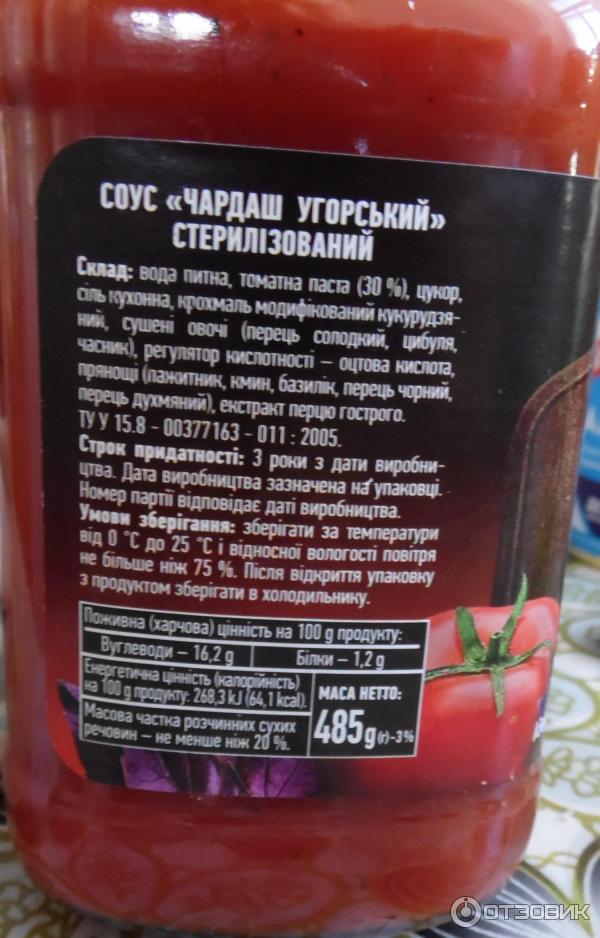 СОУС «ЧАРДАШ УГОРСЬКИЙ»
СТЕРИЛІЗОВАНИЙ
Склад: вода питна, томатна паста (30 %), цукор,
сіль кухонна, крохмаль модифікований кукурудзя-
ний, сушені овочі (перець солодкий, цибуля,
часник), регулятор кислотності – оцтова кислота,
прянощі (пажитник, кмин, базилік, перець чорний,
перець духмяний), екстракт перцю гострого.
ТУ У 15.8 - 00377163 - 011 : 2005.
Строк придатності: 3 роки з дати виробни-
цтва. Дата виробництва зазначена на упаковці.
Номер партії відповідає даті виробництва.
Умови зберігання: зберігати за температури
від 0 °С до 25 °С і відносної вологості повітря
не більше ніж 75 %. Після відкриття упаковку
з продуктом зберігати в холодильнику.
Поживна (харчова) цінність на 100 g продукту:
Вуглеводи – 16,2 g Білки – 1,2 g
Енергетична цінність (калорійність)
на 100 g продукту: 268,3 kJ (64,1 kcal).
Масова частка розчинних сухих
речовин – не менше ніж 20 %.
МАСА НЕТТО:
485g (г)-3%
ОТЗОВИК